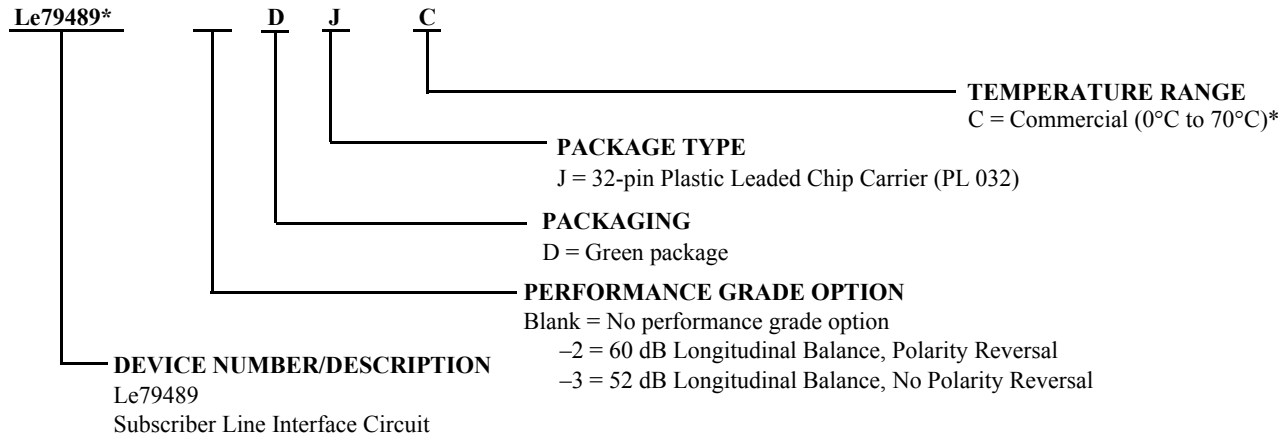 Le79489* D J C
TEMPERATURE RANGE
C = Commercial (0°C to 70°C)*
PACKAGE TYPE
J = 32-pin Plastic Leaded Chip Carrier (PL 032)
PACKAGING
D = Green package
PERFORMANCE GRADE OPTION
Blank = No performance grade option
–2 = 60 dB Longitudinal Balance, Polarity Reversal
–3 = 52 dB Longitudinal Balance, No Polarity Reversal
DEVICE NUMBER/DESCRIPTION
Le79489
Subscriber Line Interface Circuit